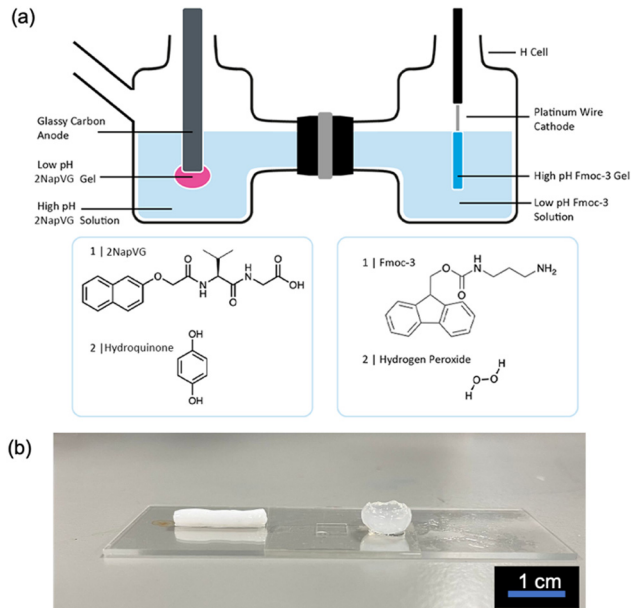 (a)
H Cell
Glassy Carbon
Anode
Platinum Wire
Cathode
Low pH
2NapVG Gel
High pH Fmoc-3 Gel
High pH
2NapVG Solution
Low pH Fmoc-3
Solution
1 | 2NapVG
O
O
N
H
O
H
N
O
OH
2 |Hydroquinone
OH
OH
1 | Fmoc-3
O
H
N
O
NH2
2 | Hydrogen Peroxide
H
O
O
H
(b)
1 cm